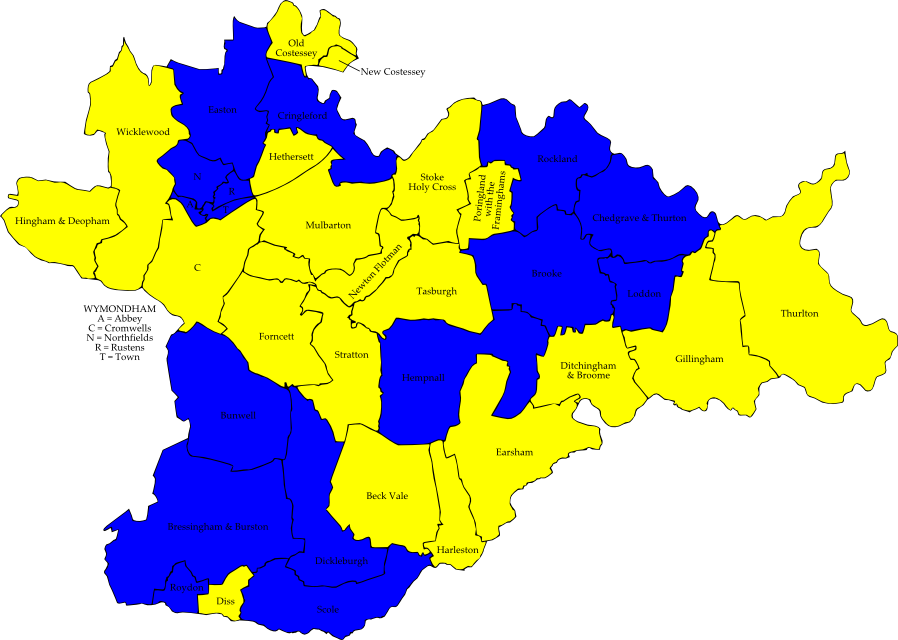 Old
Costessey
New Costessey
Easton
Cringleford
Wicklewood
Hethersett
Rockland
N
R
Stoke
Holy Cross
Poringland
with the
Framinghams
Hingham & Deopham
Mulbarton
Chedgrave & Thurton
C
Newton Flotman
Brooke
Tasburgh
Loddon
WYMONDHAM
A = Abbey
C = Cromwells
N = Northfields
R = Rustens
T = Town
Thurlton
Forncett
Stratton
Gillingham
Ditchingham
& Broome
Hempnall
Bunwell
Earsham
Beck Vale
Bressingham & Burston
Harleston
Dickleburgh
Roydon
Diss
Scole